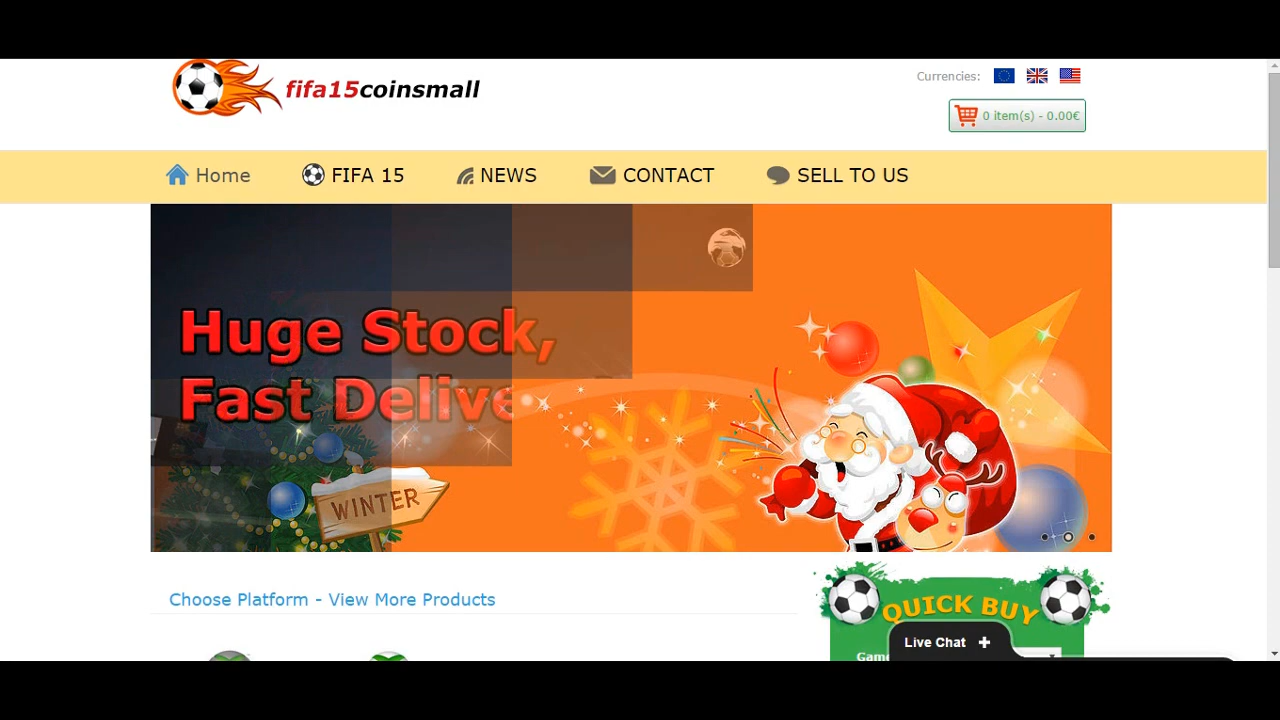 fifa15coinsmall
Currencies:
0 item(s) - 0.00€
Home
FIFA 15
NEWS
CONTACT
SELL TO US
Huge Stock,
Fast Delive
WINTER
Choose Platform - View More Products
QUICK BUY
Live Chat
Game